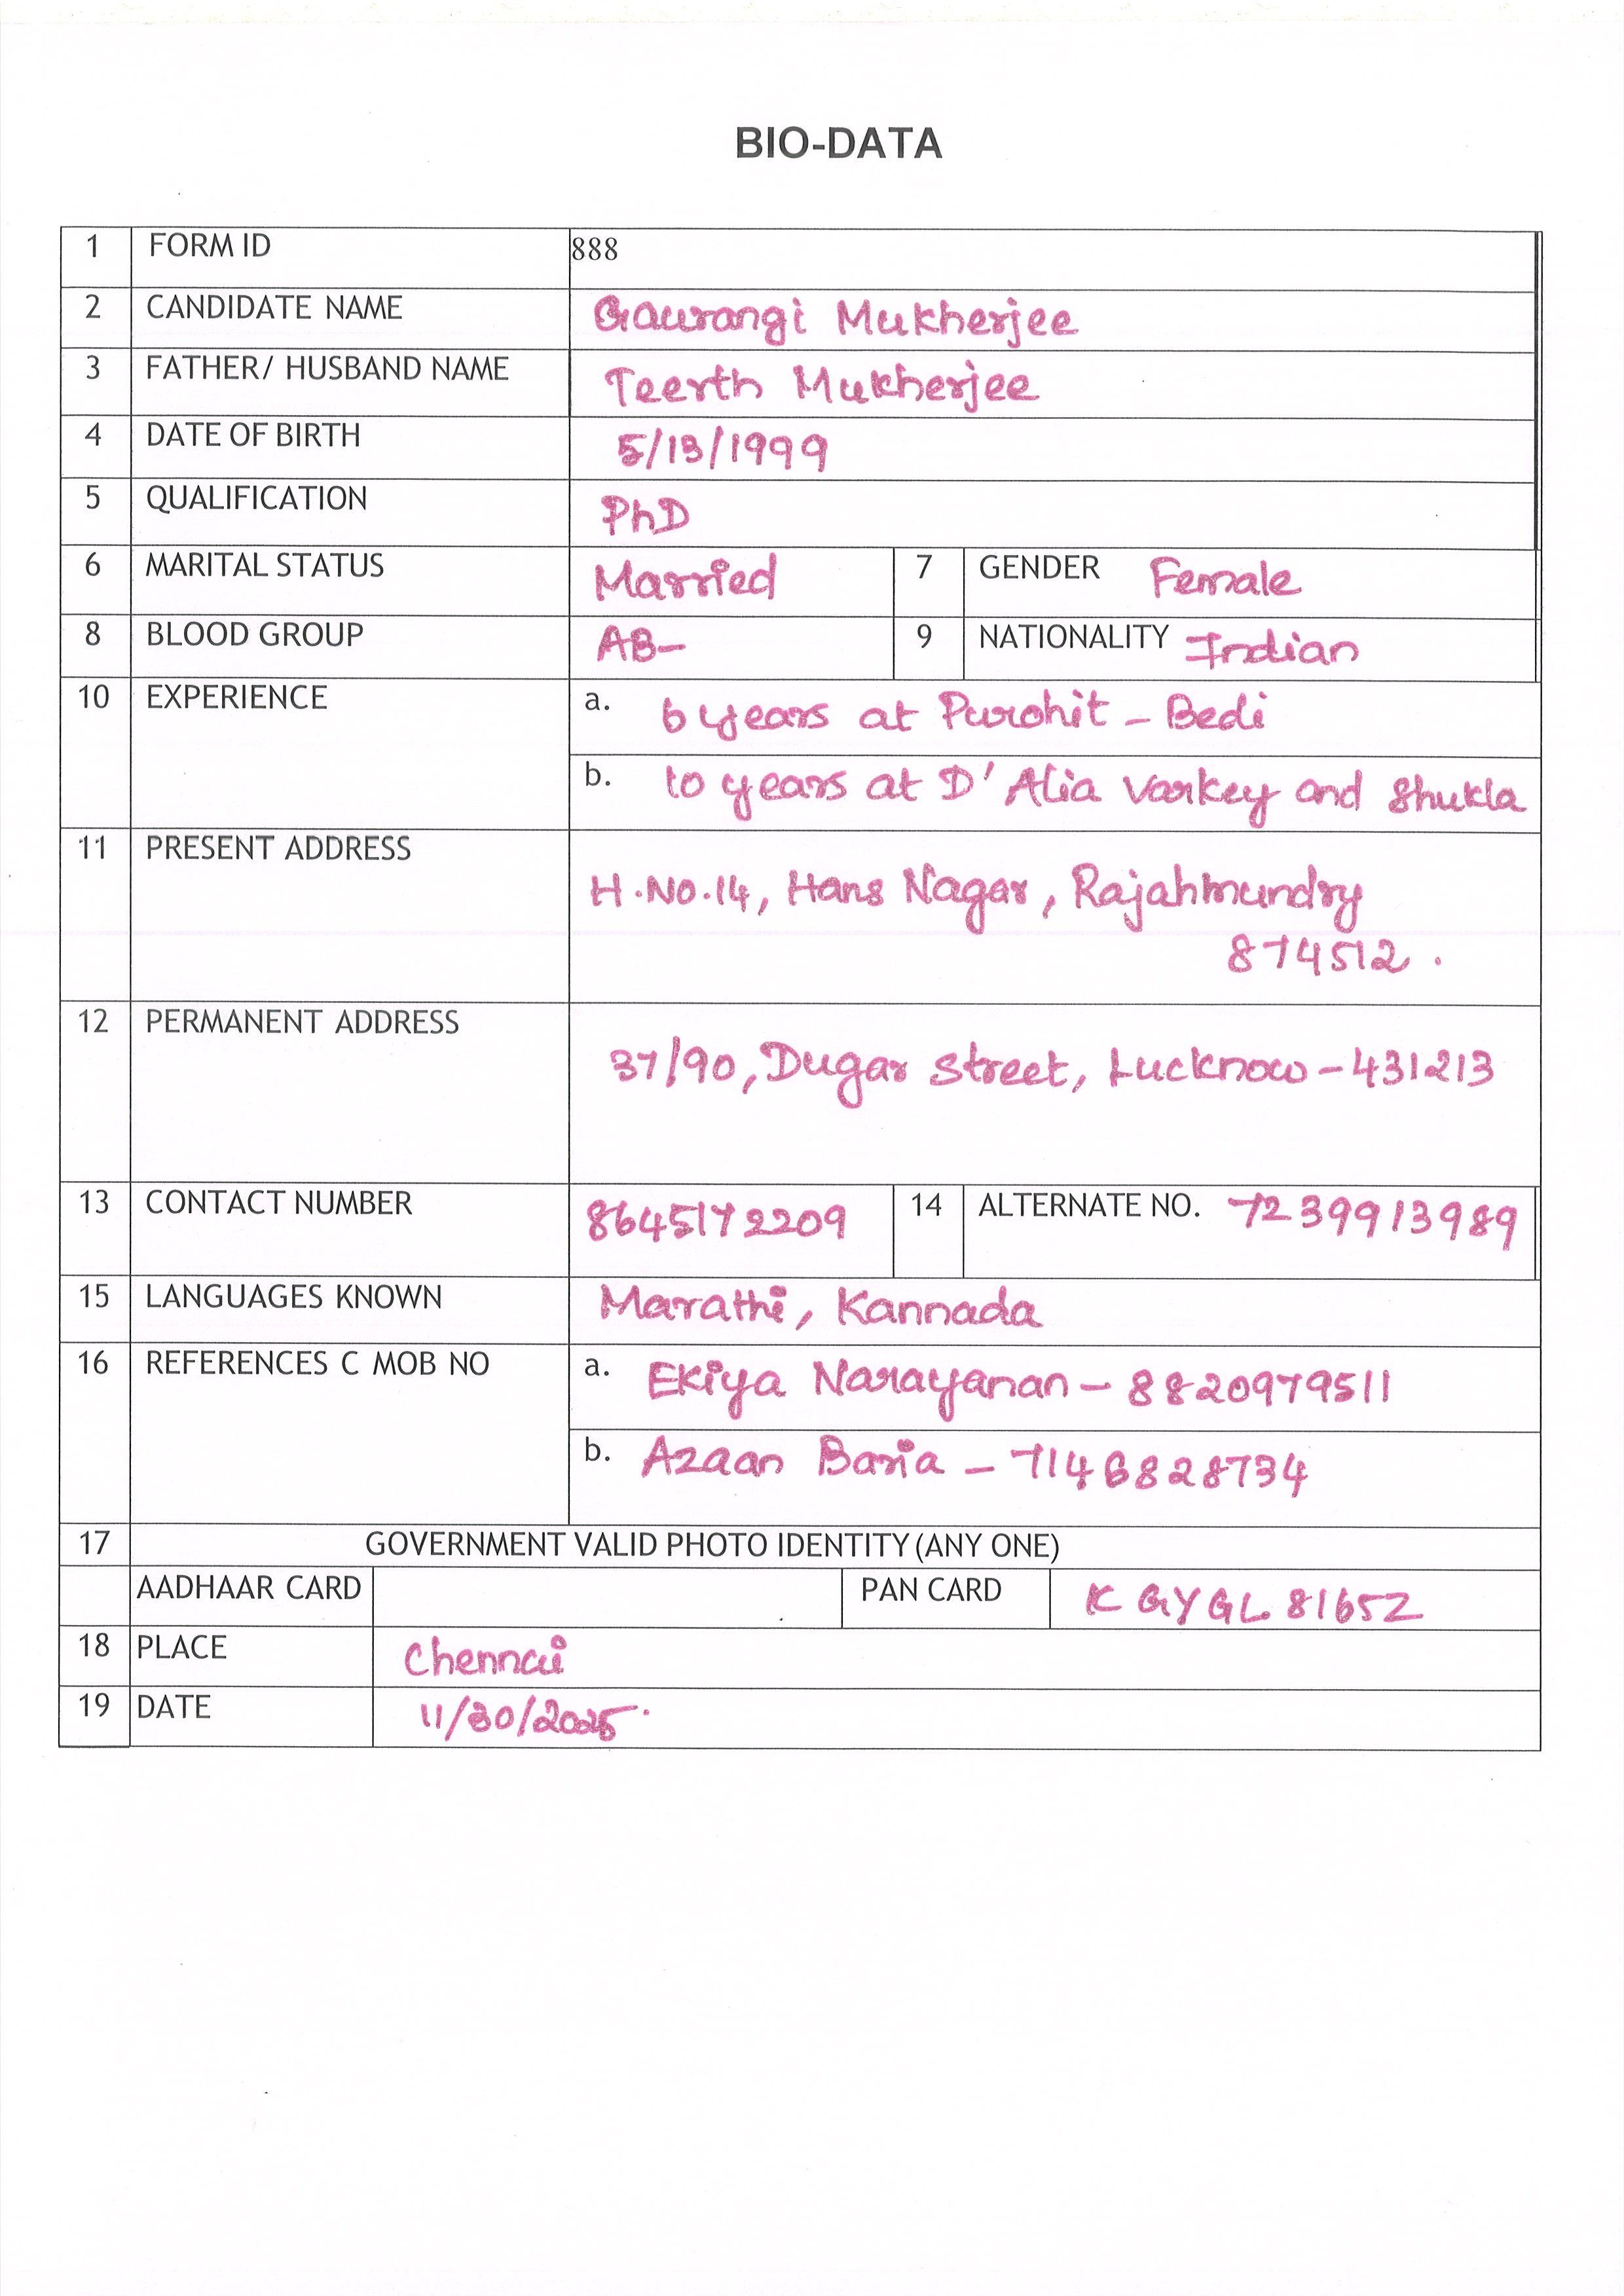 BIO-DATA
1 FORM ID 888
2 CANDIDATE NAME Gaurangi Mukherjee
3 FATHER/ HUSBAND NAME Teerth Mukherjee
4 DATE OF BIRTH 5/13/1999
5 QUALIFICATION PhD
6 MARITAL STATUS Married 7 GENDER Female
8 BLOOD GROUP AB- 9 NATIONALITY Indian
10 EXPERIENCE a. 6 years at Purohit - Bedi
b. 10 years at D'Alia Varkey and Shukla
11 PRESENT ADDRESS
H.No.14, Hans Nagar, Rajahmundry
874512.
12 PERMANENT ADDRESS
37/90, Dugar Street, Lucknow - 431213
13 CONTACT NUMBER 8645172209 14 ALTERNATE NO. 7239913989
15 LANGUAGES KNOWN Marathi, Kannada
16 REFERENCES C MOB NO a. Ekiya Narayanan - 8820979511
b. Azaan Baria - 7146828734
17 GOVERNMENT VALID PHOTO IDENTITY (ANY ONE)
AADHAAR CARD PAN CARD KGYGL81652
18 PLACE Chennai
19 DATE 11/30/2025.